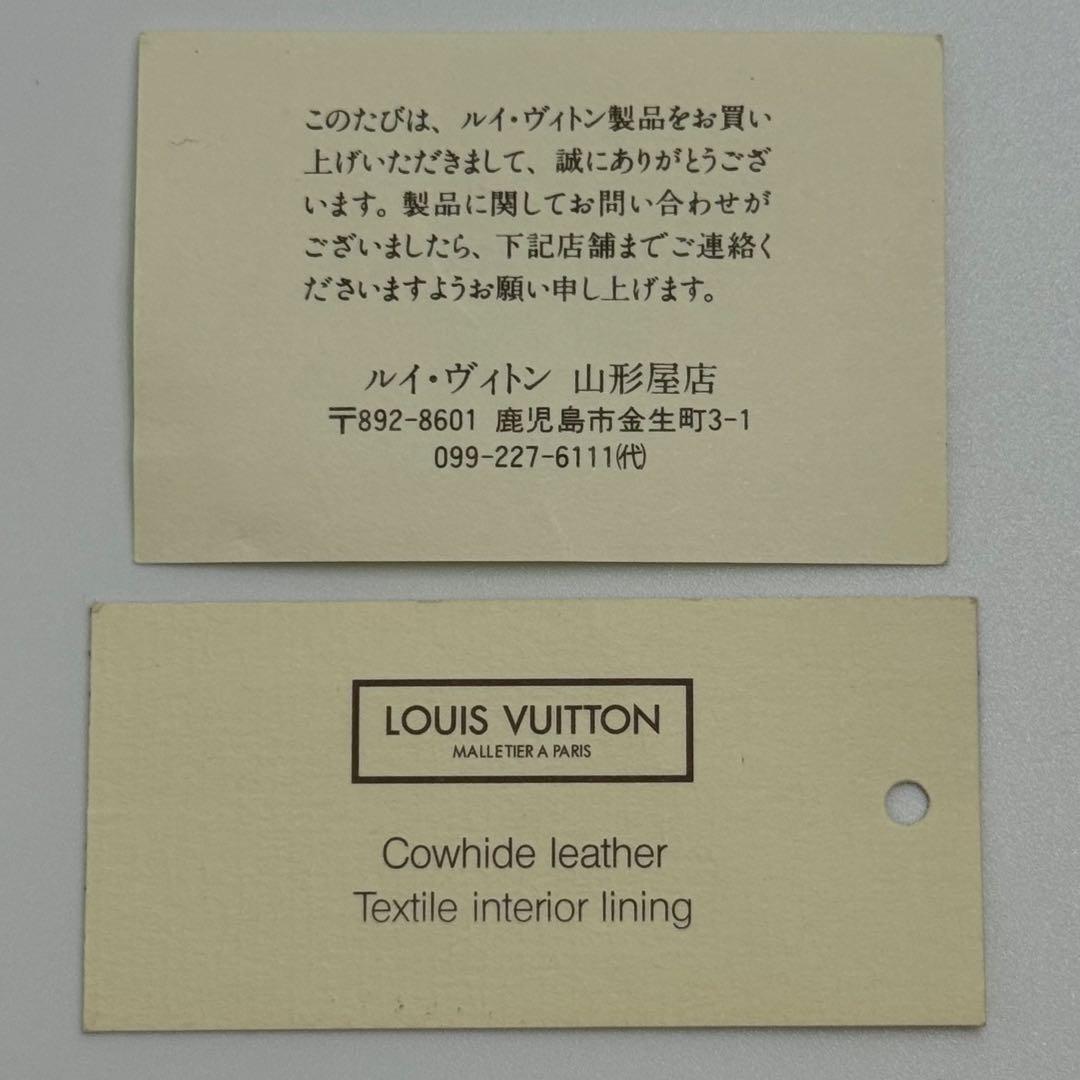 このたびは、ルイ・ヴィトン製品をお買い
上げいただきまして、誠にありがとうござ
います。製品に関してお問い合わせが
ございましたら、下記店舗までご連絡く
ださいますようお願い申し上げます。
ルイ・ヴィトン 山形屋店
〒892-8601 鹿児島市金生町3-1
099-227-6111㈹
LOUIS VUITTON
MALLETIER A PARIS
Cowhide leather
Textile interior lining